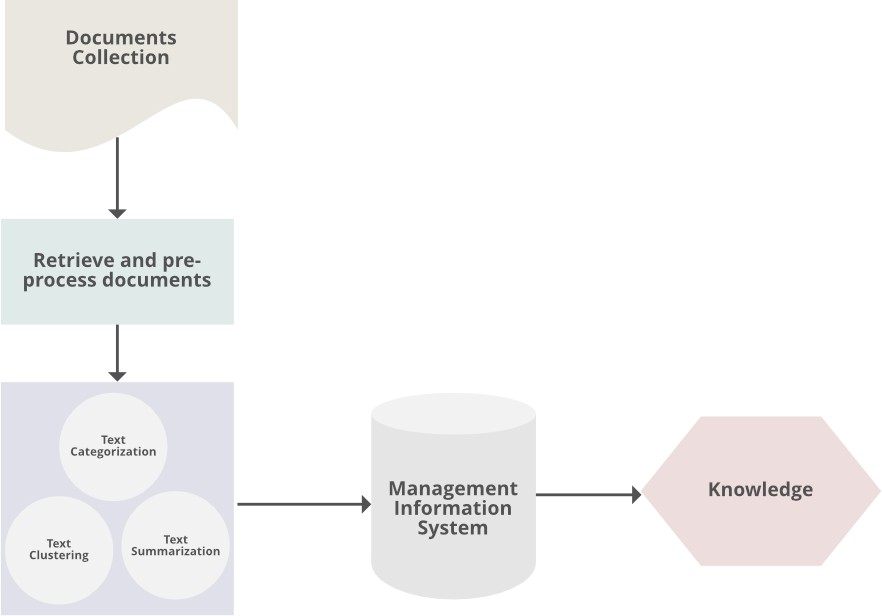 Documents
Collection
Retrieve and pre-
process documents
Text
Categorization
Text
Clustering
Text
Summarization
Management
Information
System
Knowledge